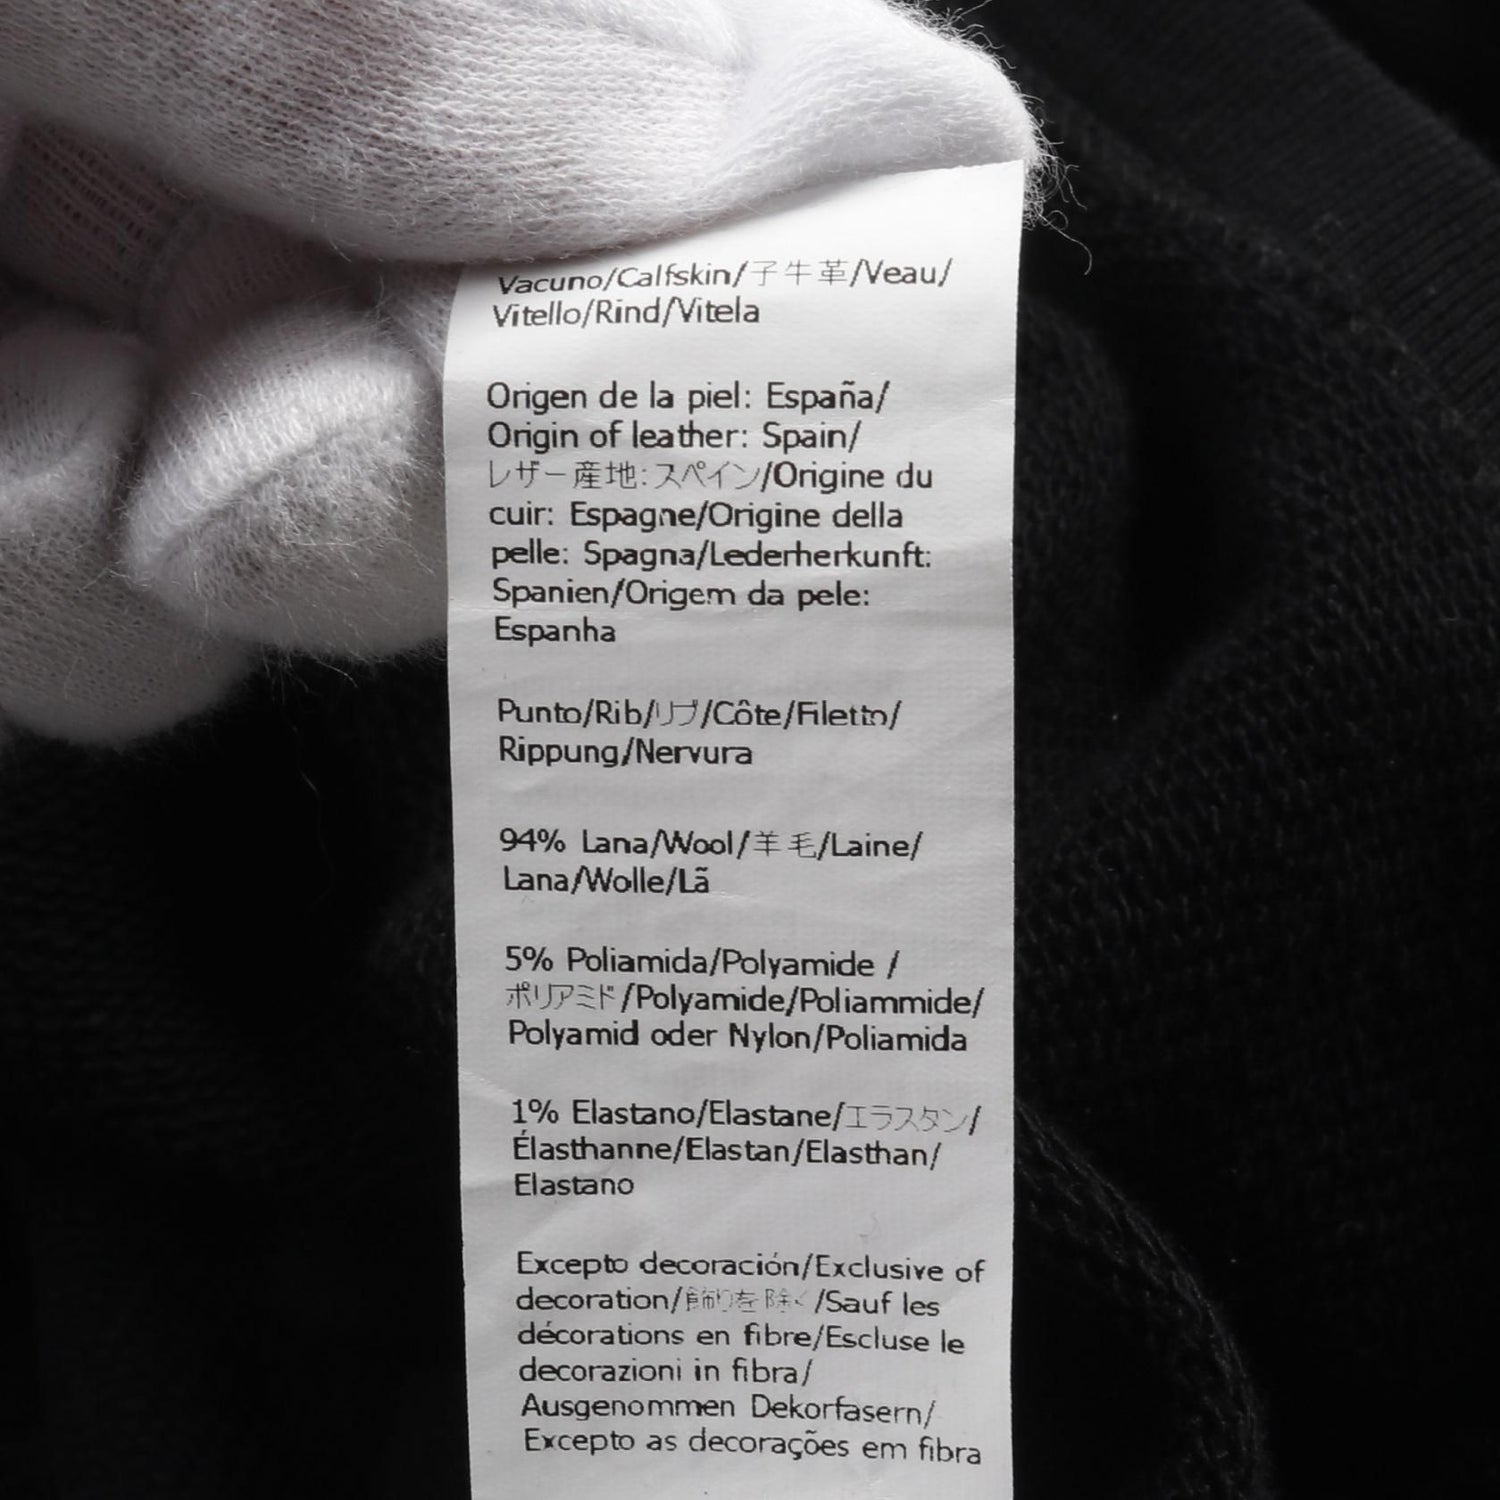 Vacuno/Calfskin/子牛革/Veau/
Vitello/Rind/Vitela
Origen de la piel: España/
Origin of leather: Spain/
レザー産地: スペイン/Origine du
cuir: Espagne/Origine della
pelle: Spagna/Lederherkunft:
Spanien/Origem da pele:
Espanha
Punto/Rib/リブ/Côte/Filetto/
Rippung/Nervura
94% Lana/Wool/羊毛/Laine/
Lana/Wolle/Lã
5% Poliamida/Polyamide /
ポリアミド/Polyamide/Poliammide/
Polyamid oder Nylon/Poliamida
1% Elastano/Elastane/エラスタン/
Élasthanne/Elastan/Elasthan/
Elastano
Excepto decoración/Exclusive of
decoration/飾りを除く/Sauf les
décorations en fibre/Escluse le
decorazioni in fibra/
Ausgenommen Dekorfasern/
Excepto as decorações em fibra